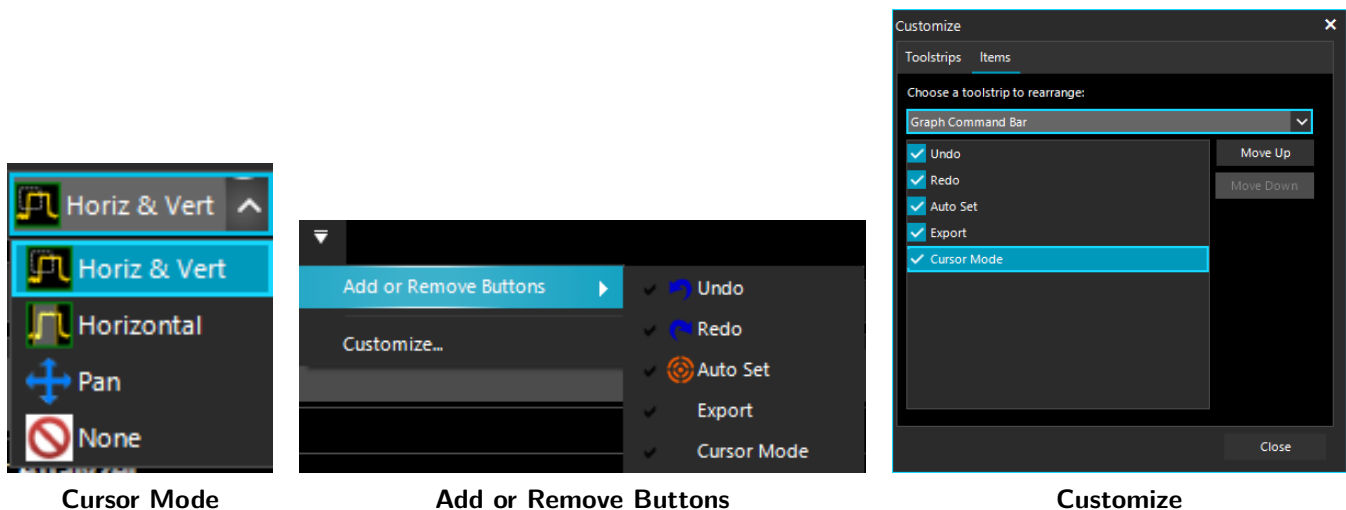 Horiz & Vert
Horiz & Vert
Horizontal
Pan
None
Cursor Mode
Add or Remove Buttons
Customize...
Undo
Redo
Auto Set
Export
Cursor Mode
Add or Remove Buttons
Customize
Toolstrips Items
Choose a toolstrip to rearrange:
Graph Command Bar
Undo
Redo
Auto Set
Export
Cursor Mode
Move Up
Move Down
Close
Customize